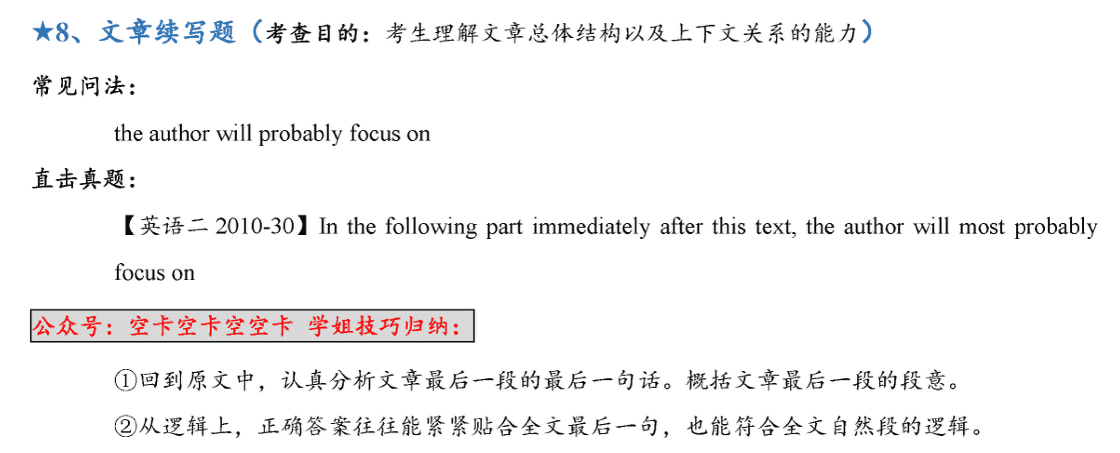 ★8、文章续写题（考查目的：考生理解文章总体结构以及上下文关系的能力）
常见问法：
the author will probably focus on
直击真题：
【英语二 2010-30】In the following part immediately after this text, the author will most probably
focus on
公众号：空卡空卡空空卡 学姐技巧归纳：
①回到原文中，认真分析文章最后一段的最后一句话。概括文章最后一段的段意。
②从逻辑上，正确答案往往能紧紧贴合全文最后一句，也能符合全文自然段的逻辑。